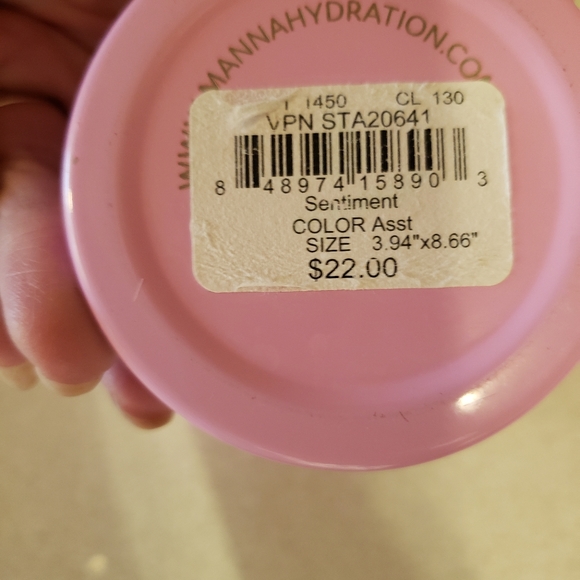 MANNAHYDRATION.CO
1450 CL 130
VPN STA20641
8 48974 15890 3
Sentiment
COLOR Asst
SIZE 3.94"x8.66"
$22.00